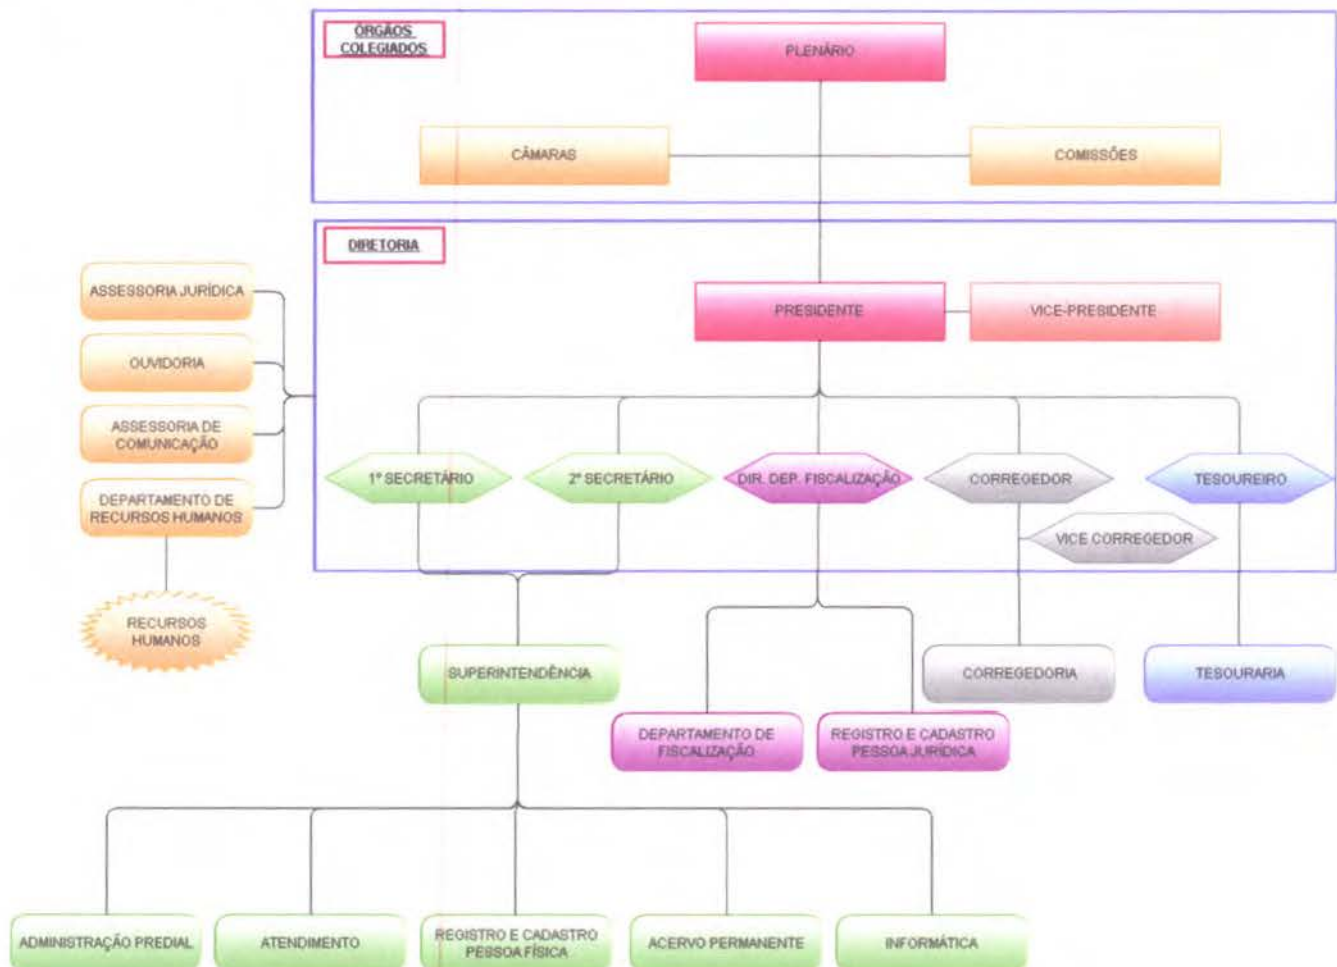 ÓRGÃOS
COLEGIADOS
PLENÁRIO
CÂMARAS
COMISSÕES
DIRETORIA
PRESIDENTE
VICE-PRESIDENTE
ASSESSORIA JURÍDICA
OUVIDORIA
ASSESSORIA DE
COMUNICAÇÃO
DEPARTAMENTO DE
RECURSOS HUMANOS
RECURSOS
HUMANOS
1º SECRETÁRIO
2º SECRETÁRIO
DIR. DEP. FISCALIZAÇÃO
CORREGEDOR
TESOUREIRO
VICE CORREGEDOR
SUPERINTENDÊNCIA
CORREGEDORIA
TESOURARIA
DEPARTAMENTO DE
FISCALIZAÇÃO
REGISTRO E CADASTRO
PESSOA JURÍDICA
ADMINISTRAÇÃO PREDIAL
ATENDIMENTO
REGISTRO E CADASTRO
PESSOA FÍSICA
ACERVO PERMANENTE
INFORMÁTICA